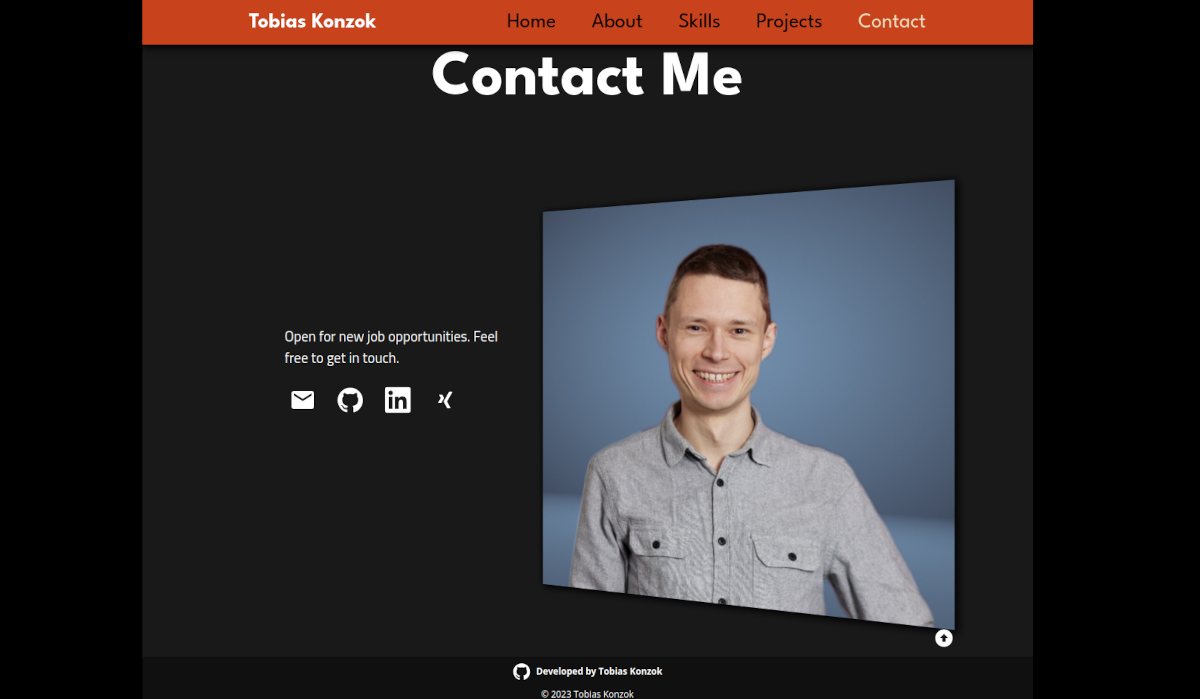 Tobias Konzok
Home About Skills Projects Contact
Contact Me
Open for new job opportunities. Feel
free to get in touch.
in
Developed by Tobias Konzok
© 2023 Tobias Konzok